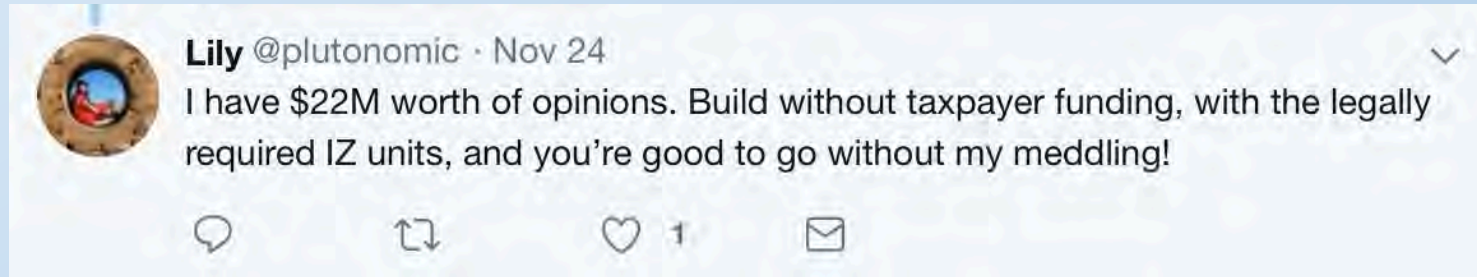 Lily @plutonomic · Nov 24
I have $22M worth of opinions. Build without taxpayer funding, with the legally
required IZ units, and you’re good to go without my meddling!
1